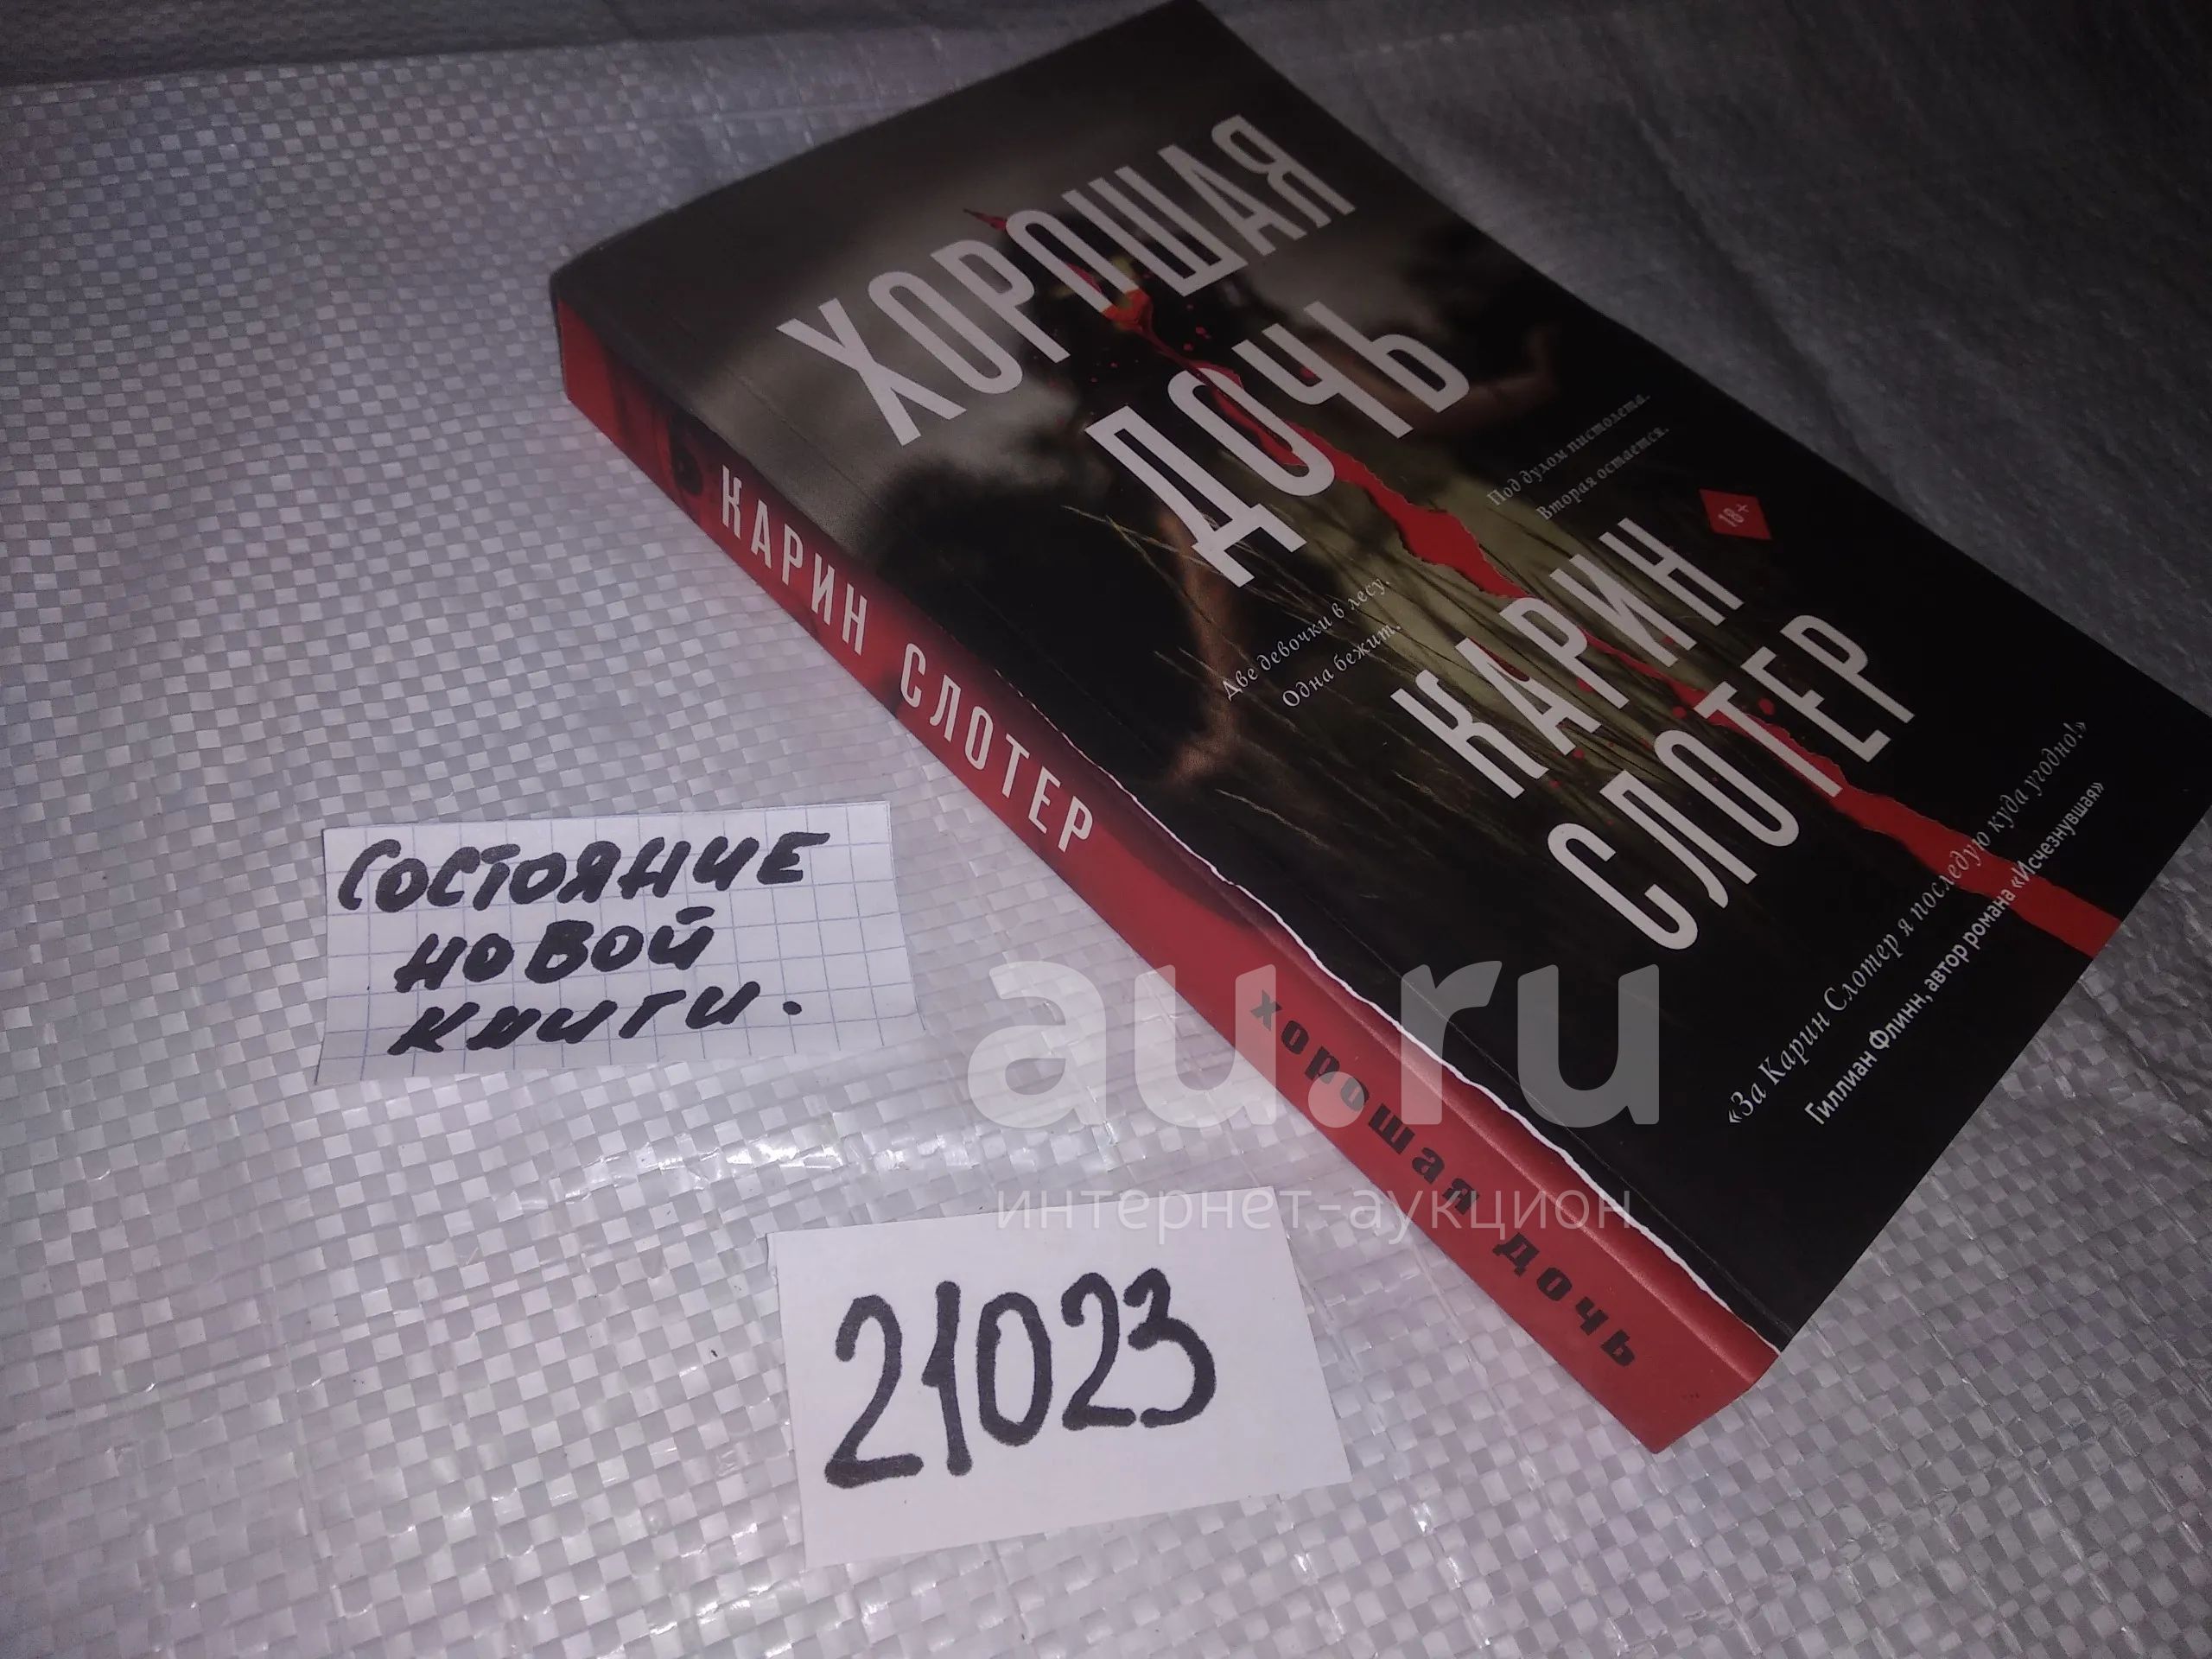 ХОРОШАЯ
ДОЧЬ
Две девочки в лесу.
Одна бежит.
Под дулом пистолета.
Вторая остается.
18+
КАРИН
СЛОТЕР
«За Карин Слотер я последую куда угодно!»
Гиллиан Флинн, автор романа «Исчезнувшая»
КАРИН СЛОТЕР
хорошая дочь
СОСТОЯНИЕ
НОВОЙ
КНИГИ.
au.ru
интернет-аукцион
21023